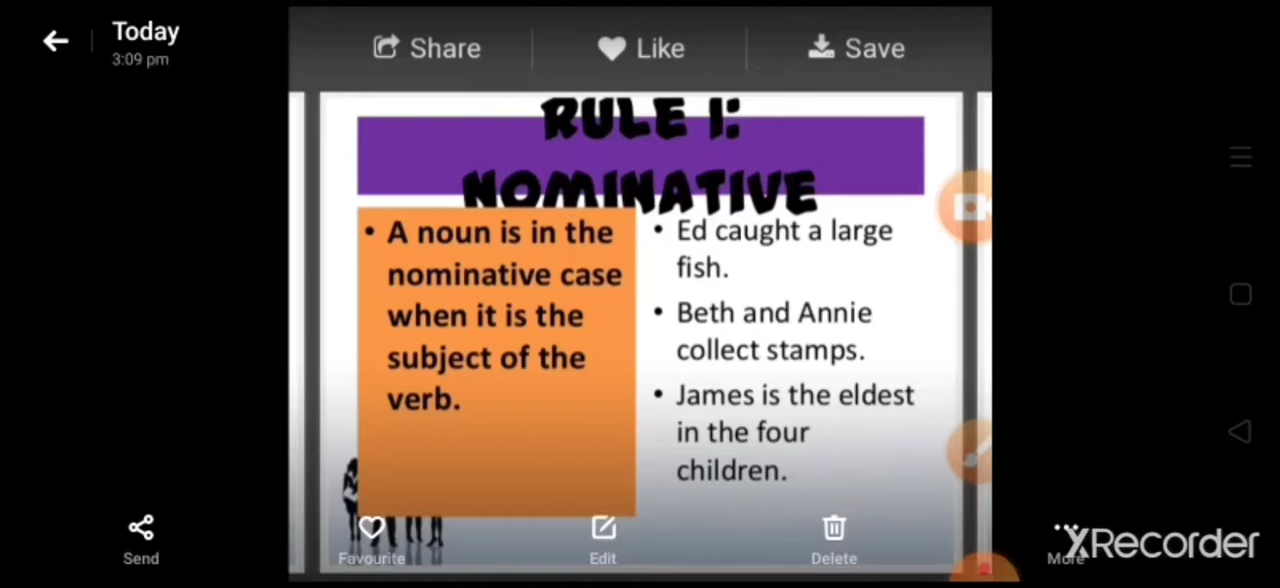 Today
3:09 pm
Share
Like
Save
RULE 1:
NOMINATIVE
• A noun is in the
nominative case
when it is the
subject of the
verb.
• Ed caught a large
fish.
• Beth and Annie
collect stamps.
• James is the eldest
in the four
children.
Send
Favourite
Edit
Delete
More
XRecorder